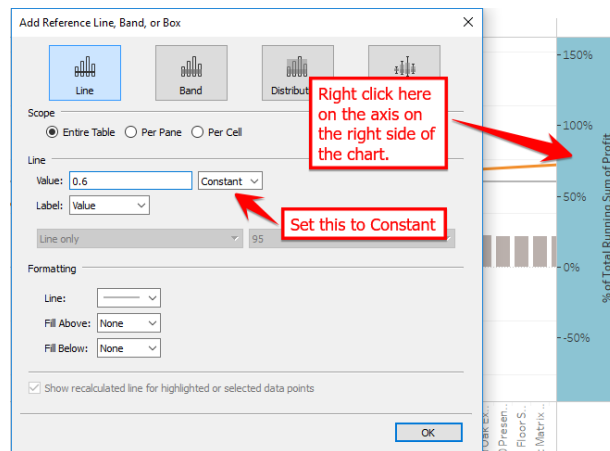 Add Reference Line, Band, or Box
Line
Band
Distribut
Scope
Entire Table
Per Pane
Per Cell
Line
Value:
0.6
Constant
Label:
Value
Line only
95
Formatting
Line:
Fill Above:
None
Fill Below:
None
Show recalculated line for highlighted or selected data points
OK
Right click here
on the axis on
the right side of
the chart.
Set this to Constant
150%
100%
50%
0%
-50%
% of Total Running Sum of Profit
Presen..
Floor S..
Matrix ..